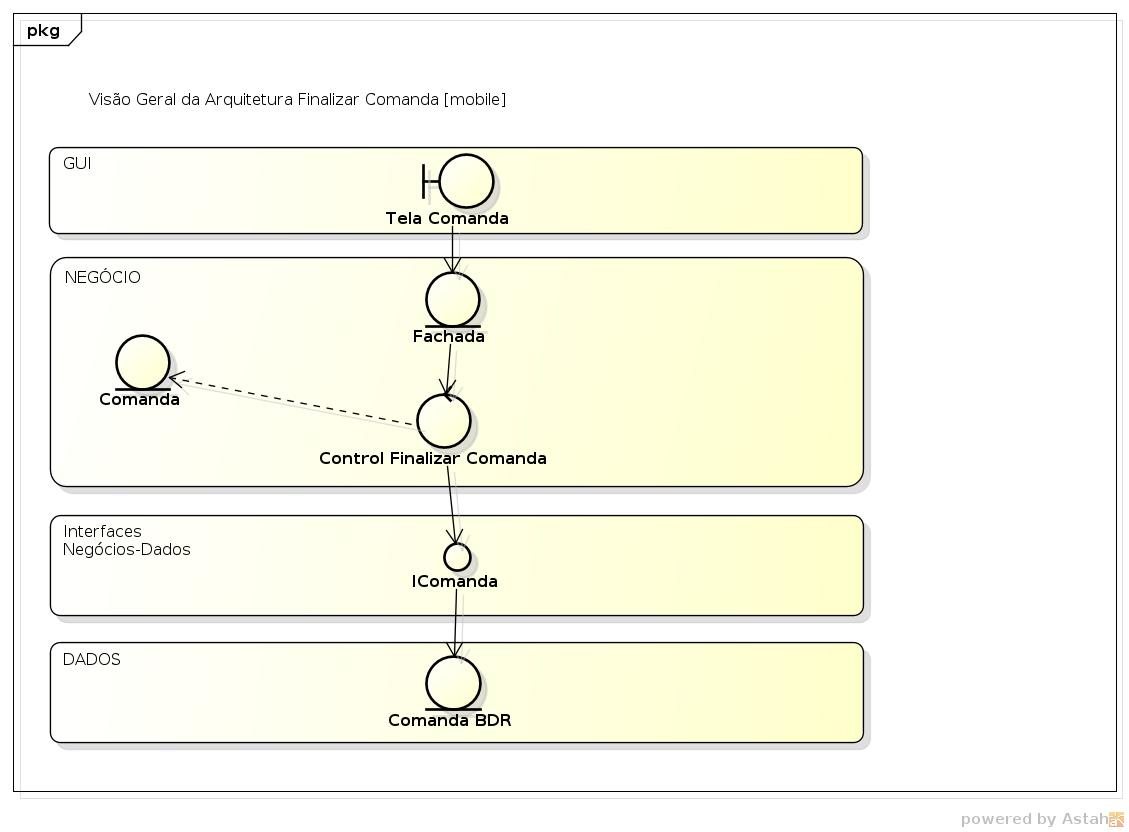 pkg
Visão Geral da Arquitetura Finalizar Comanda [mobile]
GUI
Tela Comanda
NEGÓCIO
Fachada
Comanda
Control Finalizar Comanda
Interfaces
Negócios-Dados
IComanda
DADOS
Comanda BDR
powered by Astah